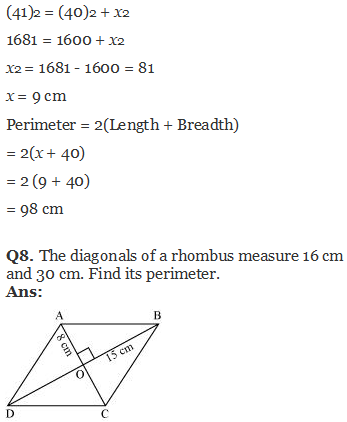 (41)2 = (40)2 + x2
1681 = 1600 + x2
x2 = 1681 - 1600 = 81
x = 9 cm
Perimeter = 2(Length + Breadth)
= 2(x + 40)
= 2 (9 + 40)
= 98 cm
Q8. The diagonals of a rhombus measure 16 cm
and 30 cm. Find its perimeter.
Ans:
A B
8 cm
15 cm
O
D C